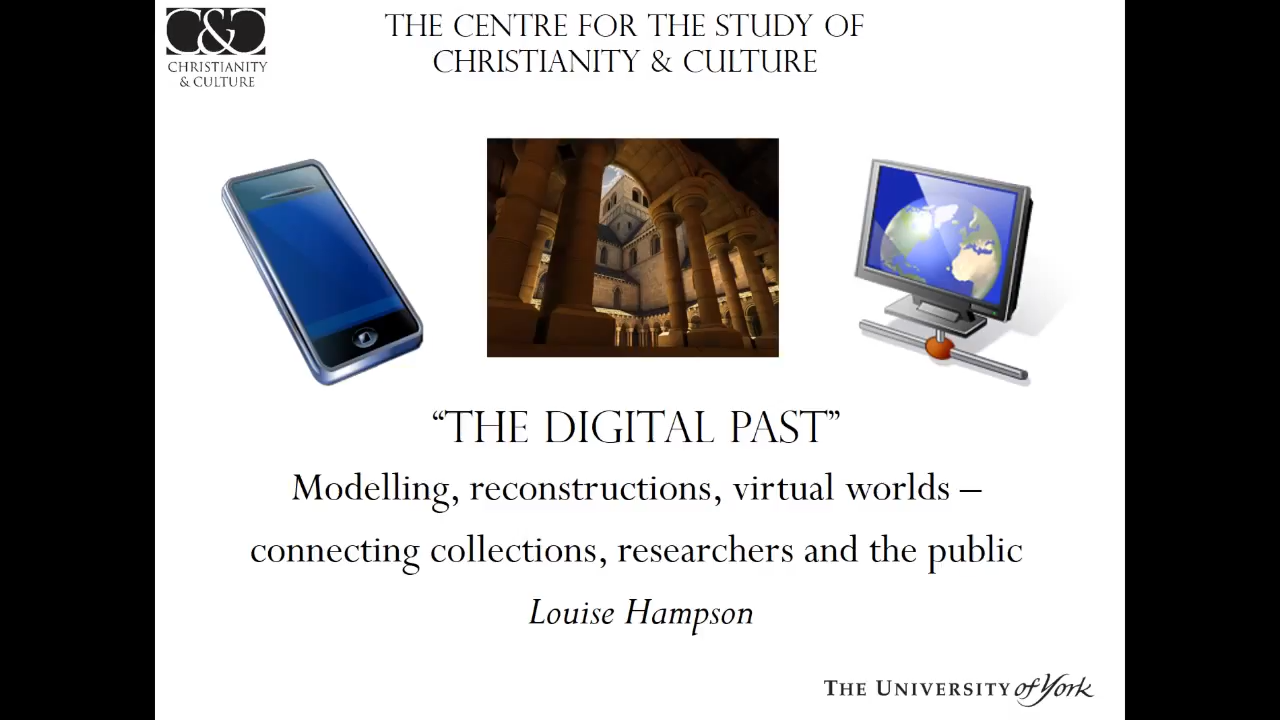 C&C
CHRISTIANITY
& CULTURE
THE CENTRE FOR THE STUDY OF
CHRISTIANITY & CULTURE
“THE DIGITAL PAST”
Modelling, reconstructions, virtual worlds –
connecting collections, researchers and the public
Louise Hampson
THE UNIVERSITY of York